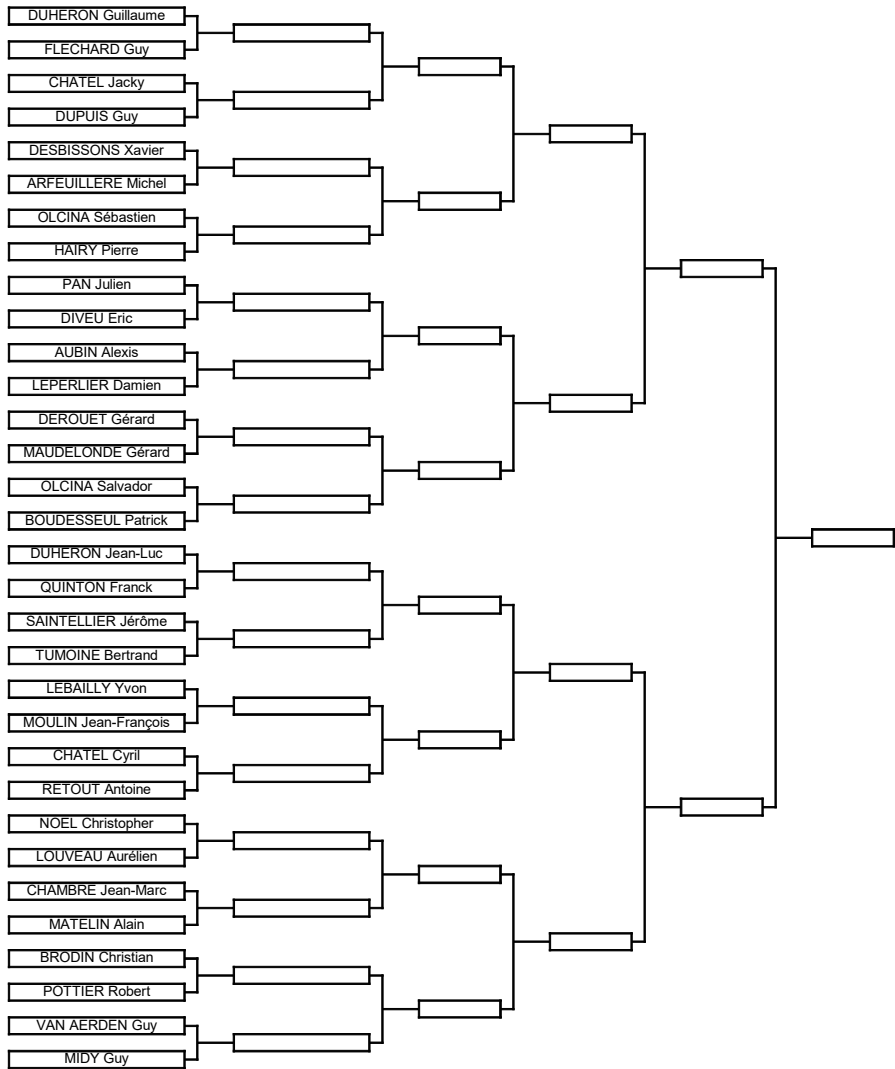 DUHERON Guillaume
FLECHARD Guy
CHATEL Jacky
DUPUIS Guy
DESBISSONS Xavier
ARFEUILLERE Michel
OLCINA Sébastien
HAIRY Pierre
PAN Julien
DIVEU Eric
AUBIN Alexis
LEPERLIER Damien
DEROUET Gérard
MAUDELONDE Gérard
OLCINA Salvador
BOUDESSEUL Patrick
DUHERON Jean-Luc
QUINTON Franck
SAINTELLIER Jérôme
TUMOINE Bertrand
LEBAILLY Yvon
MOULIN Jean-François
CHATEL Cyril
RETOUT Antoine
NOEL Christopher
LOUVEAU Aurélien
CHAMBRE Jean-Marc
MATELIN Alain
BRODIN Christian
POTTIER Robert
VAN AERDEN Guy
MIDY Guy